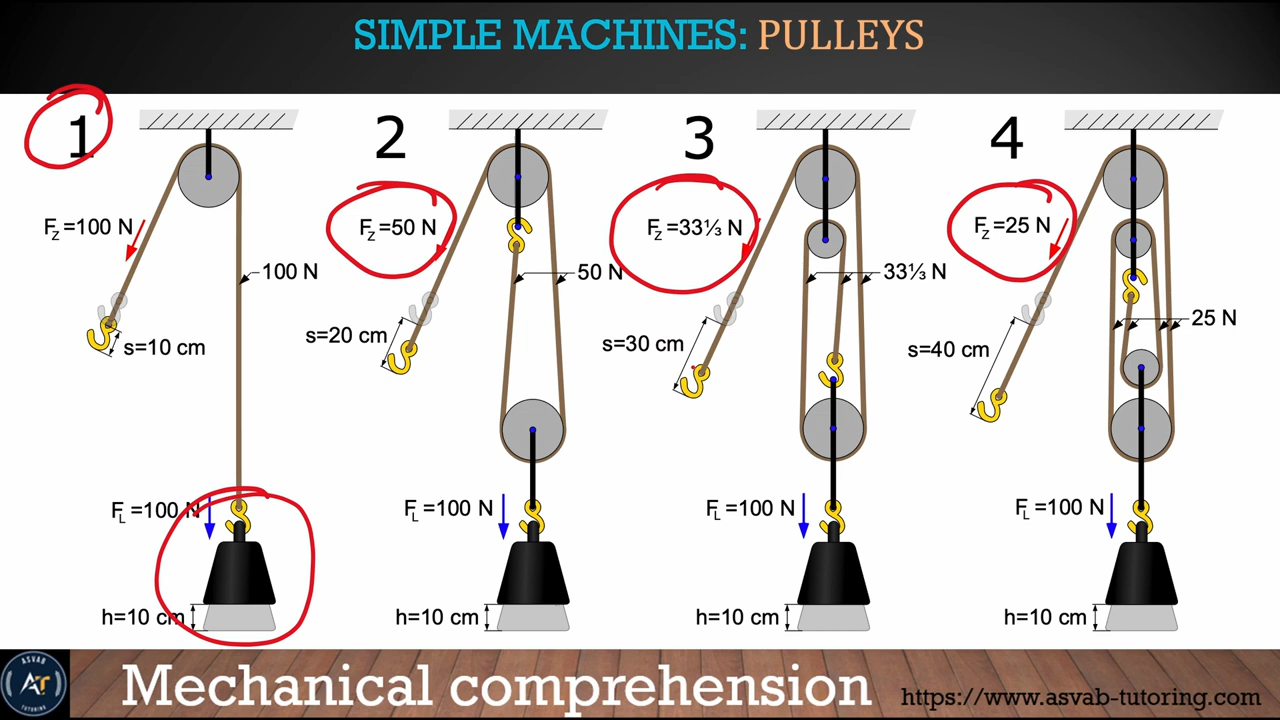 SIMPLE MACHINES: PULLEYS
1
2
3
4
FZ=100 N
FZ=50 N
FZ=33⅓ N
FZ=25 N
100 N
50 N
33⅓ N
25 N
s=10 cm
s=20 cm
s=30 cm
s=40 cm
FL=100 N
FL=100 N
FL=100 N
FL=100 N
h=10 cm
h=10 cm
h=10 cm
h=10 cm
ASVAB
AT
TUTORING
Mechanical comprehension
https://www.asvab-tutoring.com